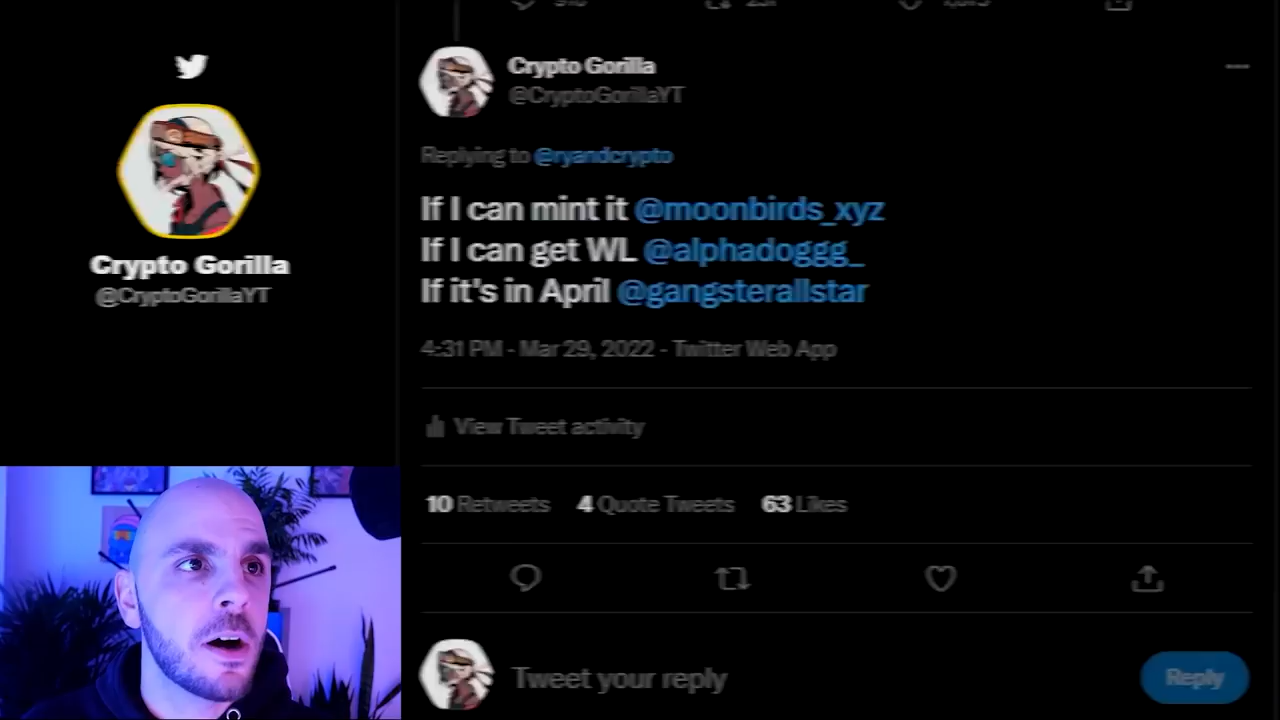 Crypto Gorilla
@CryptoGorillaYT
Crypto Gorilla
@CryptoGorillaYT
Replying to @ryandcrypto
If I can mint it @moonbirds_xyz
If I can get WL @alphadoggg_
If it's in April @gangsterallstar
4:31 PM - Mar 29, 2022 - Twitter Web App
View Tweet activity
10 Retweets 4 Quote Tweets 63 Likes
Tweet your reply
Reply